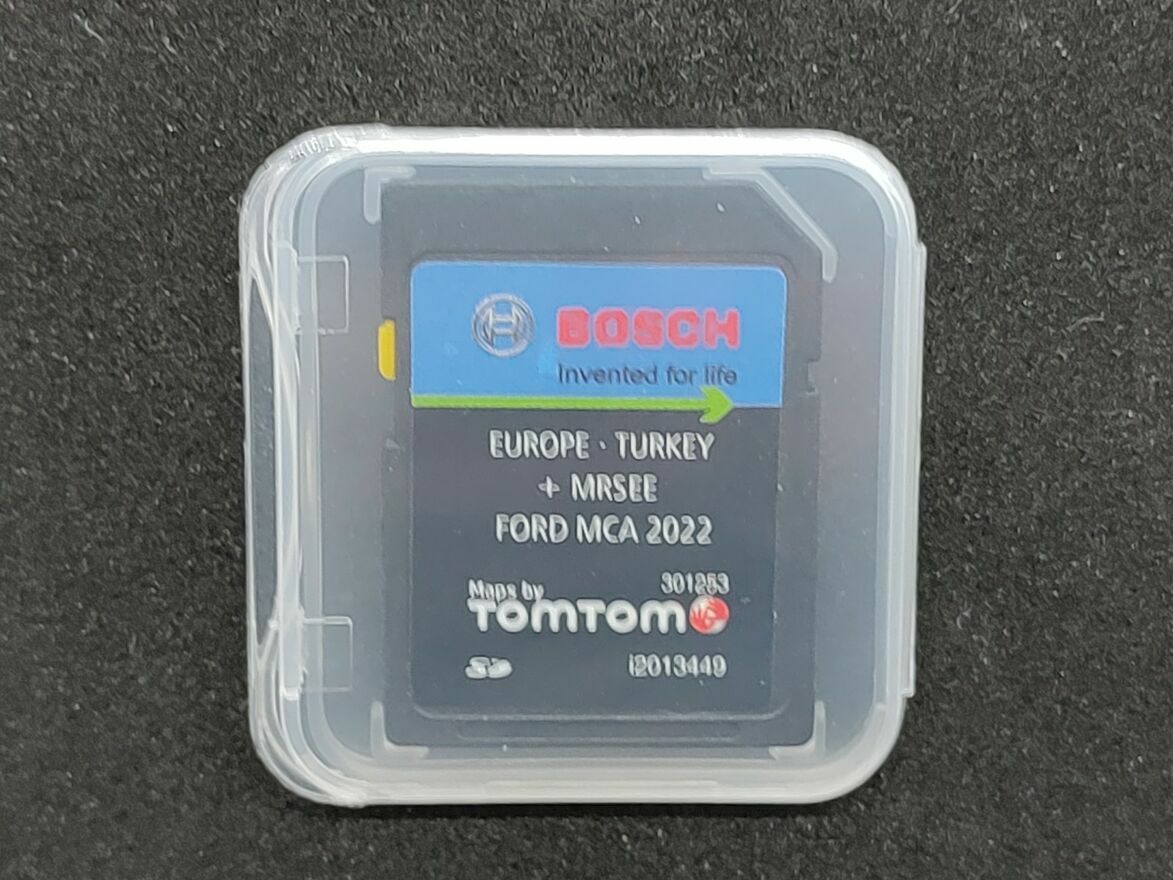 BOSCH
Invented for life
EUROPE · TURKEY
+ MRSEE
FORD MCA 2022
Maps by 301253
TOMTOM
SD i2013449